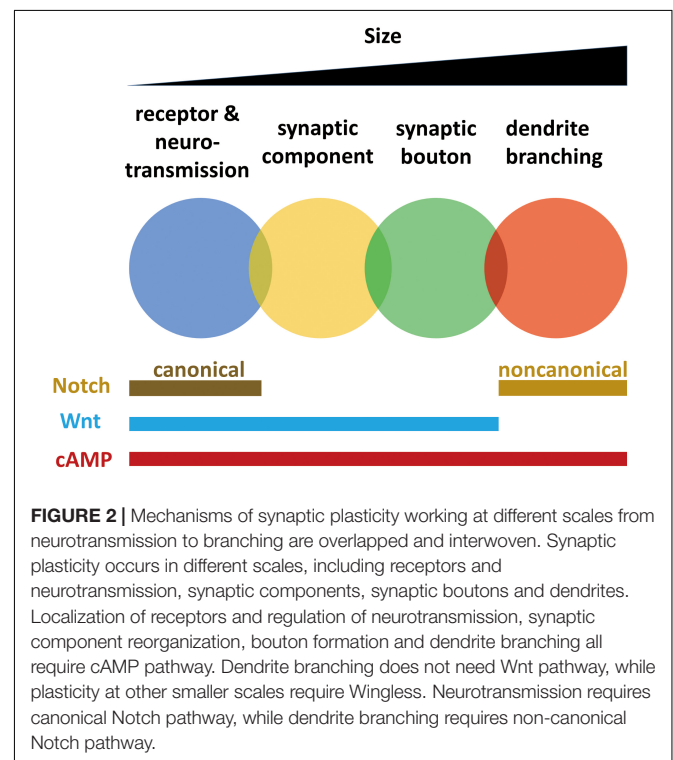 Size
receptor &
neuro-
transmission
synaptic
component
synaptic
bouton
dendrite
branching
canonical
noncanonical
Notch
Wnt
cAMP
FIGURE 2 | Mechanisms of synaptic plasticity working at different scales from
neurotransmission to branching are overlapped and interwoven. Synaptic
plasticity occurs in different scales, including receptors and
neurotransmission, synaptic components, synaptic boutons and dendrites.
Localization of receptors and regulation of neurotransmission, synaptic
component reorganization, bouton formation and dendrite branching all
require cAMP pathway. Dendrite branching does not need Wnt pathway, while
plasticity at other smaller scales require Wingless. Neurotransmission requires
canonical Notch pathway, while dendrite branching requires non-canonical
Notch pathway.